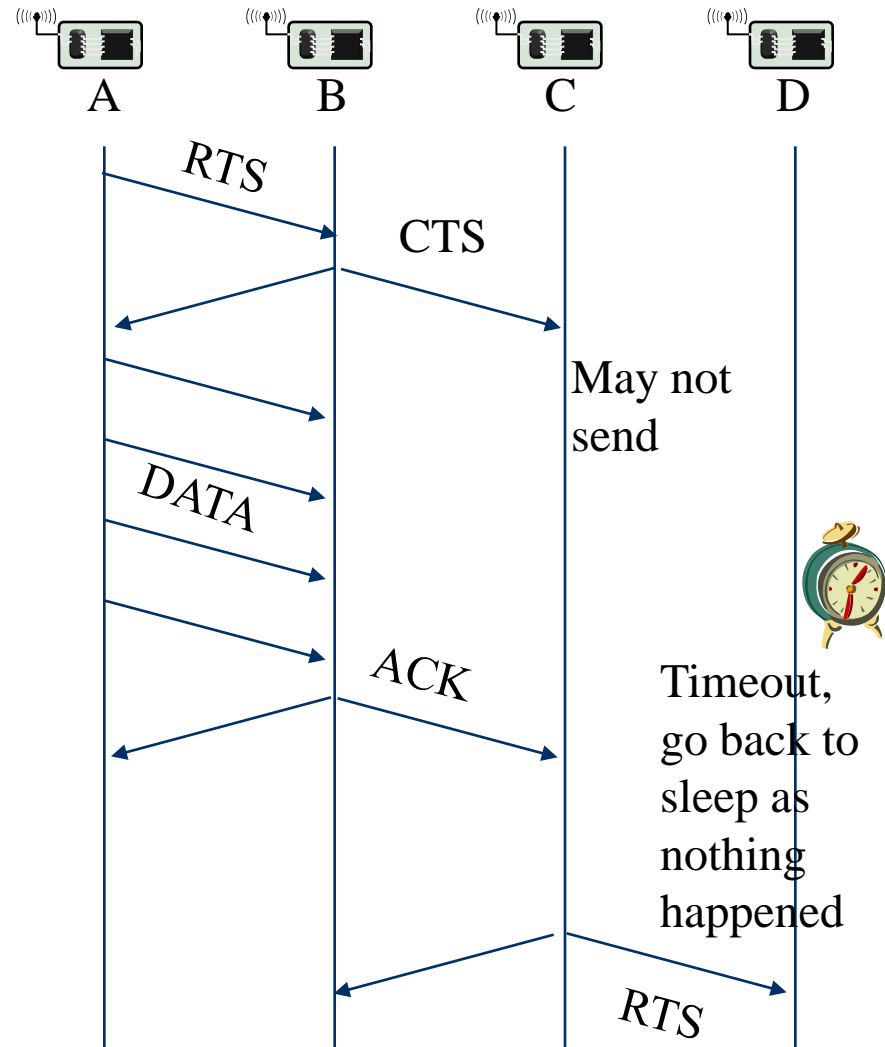 A
B
C
D
RTS
CTS
May not
send
DATA
ACK
Timeout,
go back to
sleep as
nothing
happened
RTS